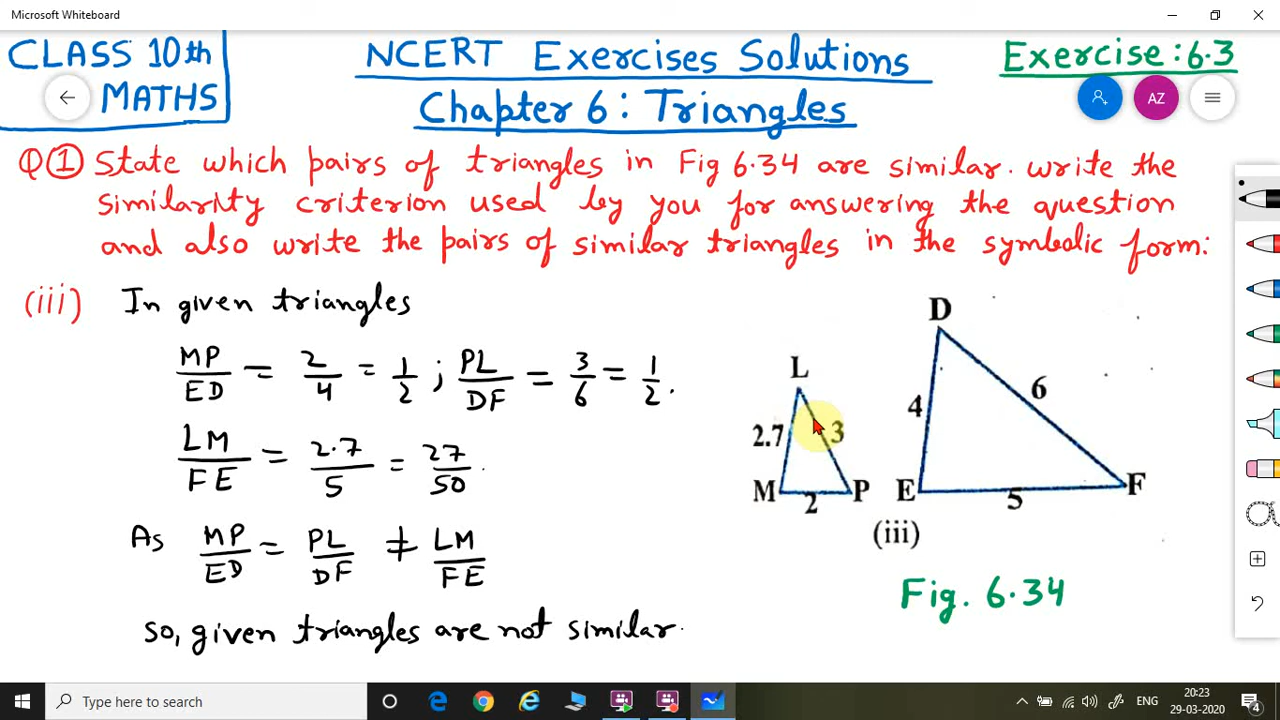 Microsoft Whiteboard
CLASS 10th
MATHS
NCERT Exercises Solutions
Chapter 6 : Triangles
Exercise : 6.3
AZ
Q(1) State which pairs of triangles in Fig 6.34 are similar. write the
similarity criterion used by you for answering the question
and also write the pairs of similar triangles in the symbolic form:
(iii) In given triangles
MP/ED = 2/4 = 1/2 ; PL/DF = 3/6 = 1/2.
LM/FE = 2.7/5 = 27/50
As MP/ED = PL/DF ≠ LM/FE
so, given triangles are not similar.
L
2.7
3
M
2
P
D
4
6
E
5
F
(iii)
Fig. 6.34
Type here to search
ENG
20:23
29-03-2020
4